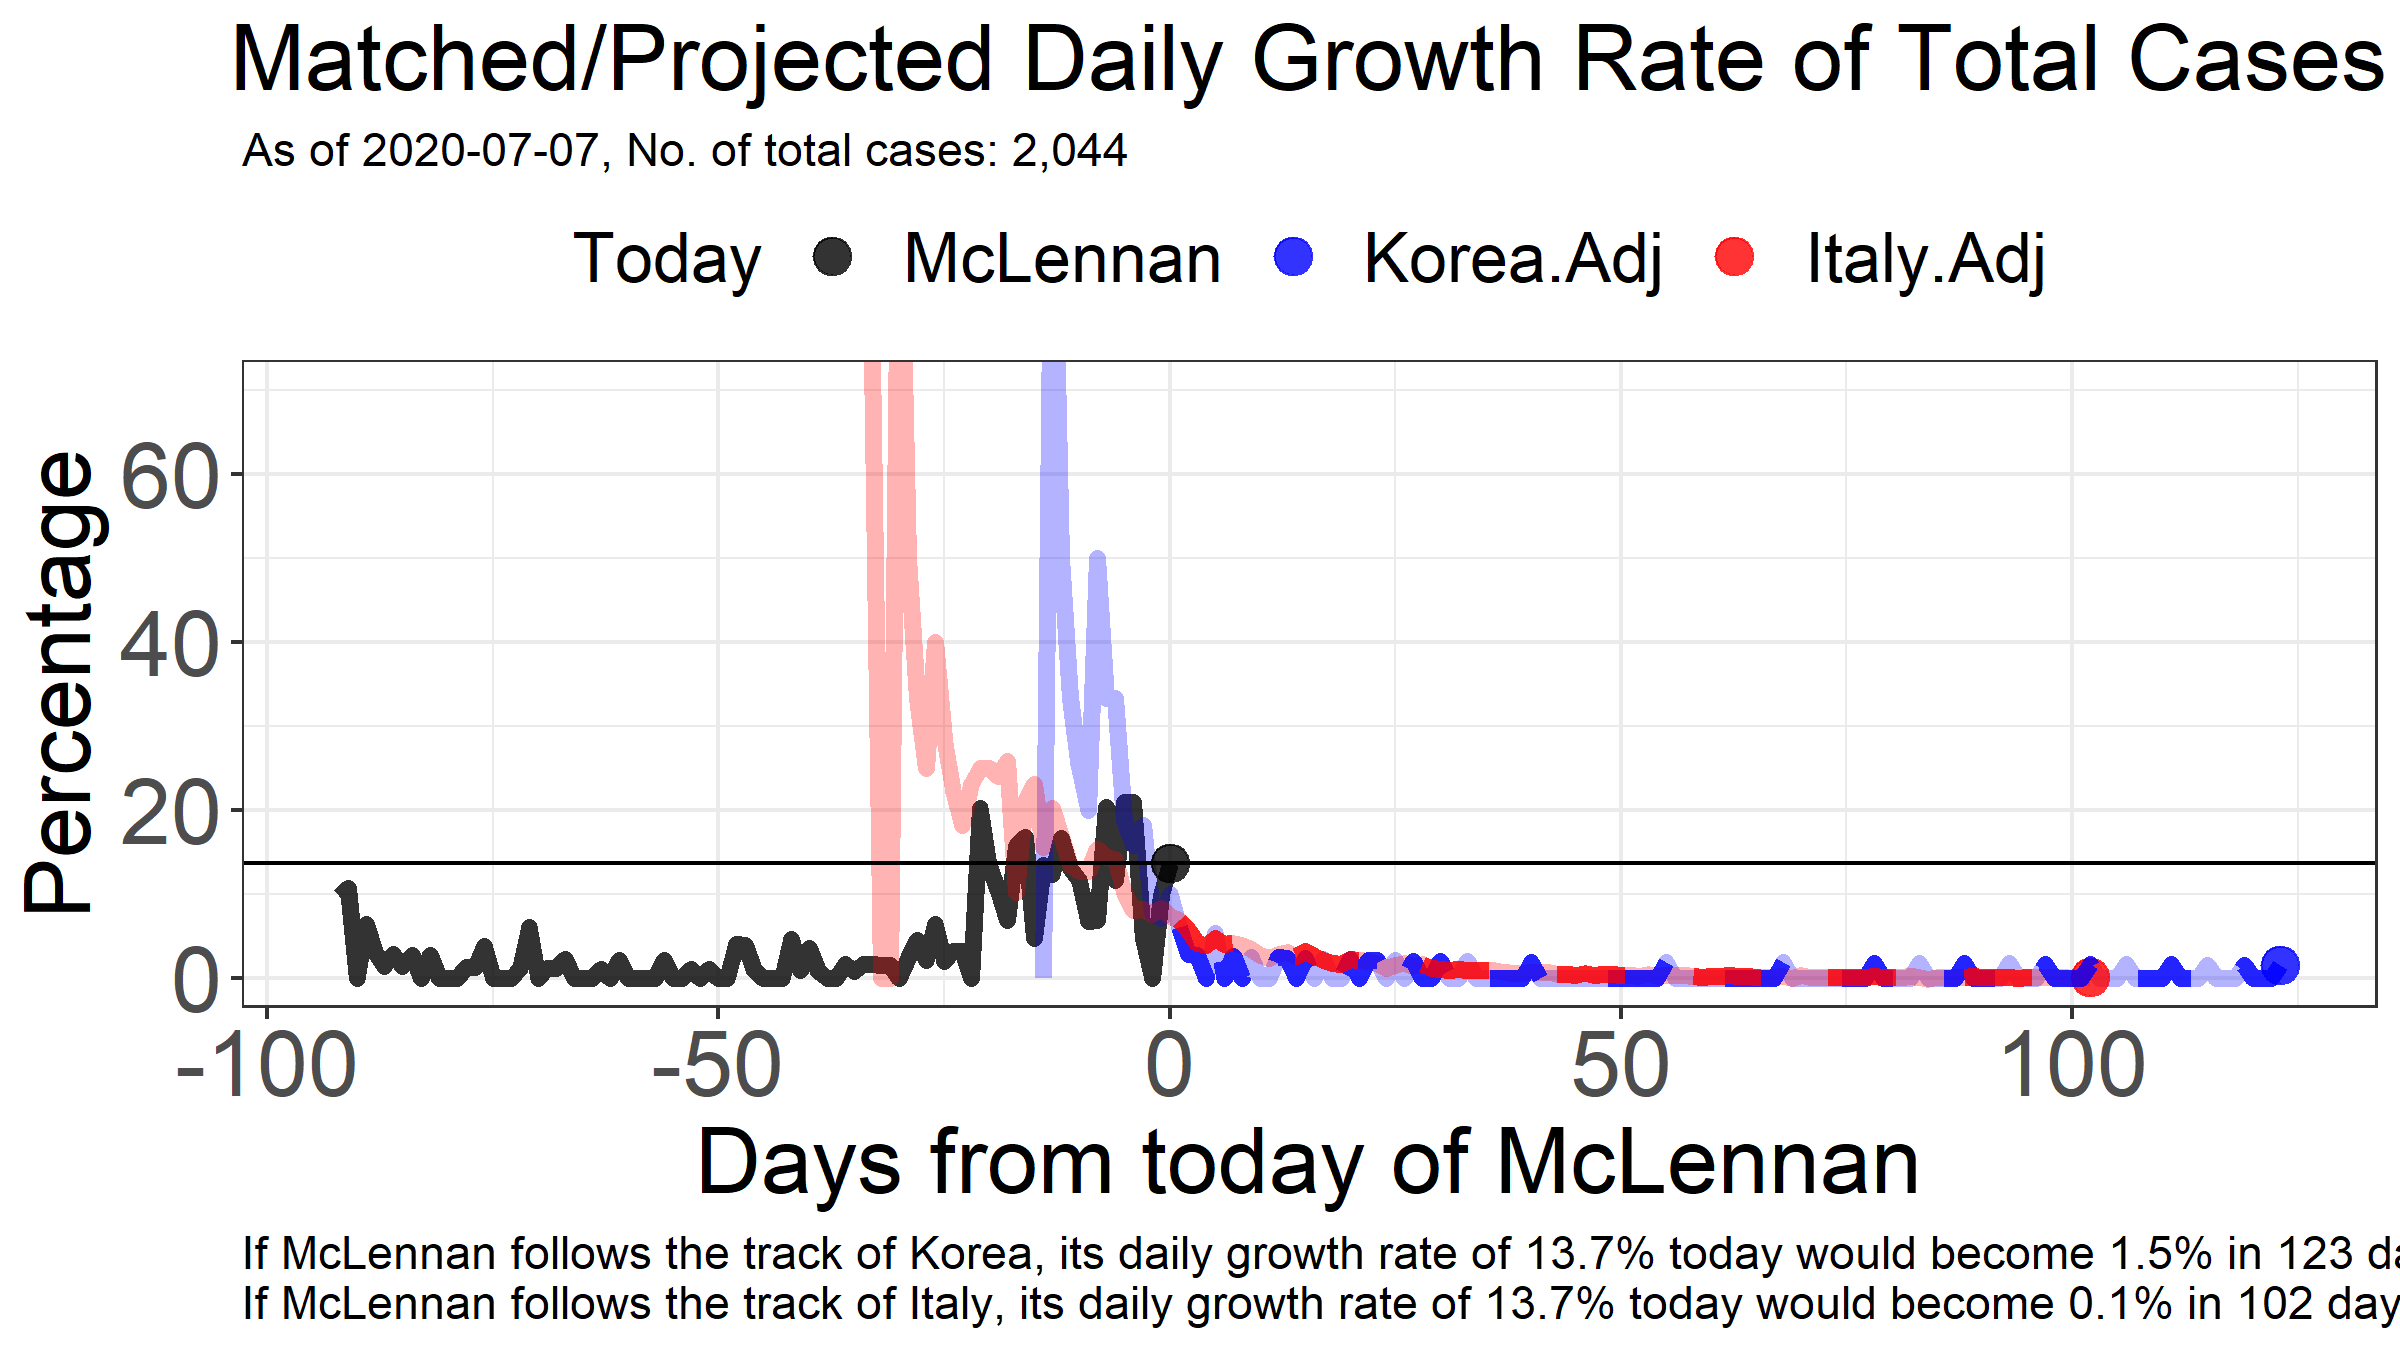 Matched/Projected Daily Growth Rate of Total Cases
As of 2020-07-07, No. of total cases: 2,044
Today McLennan Korea.Adj Italy.Adj
Percentage
60
40
20
0
-100 -50 0 50 100
Days from today of McLennan
If McLennan follows the track of Korea, its daily growth rate of 13.7% today would become 1.5% in 123
If McLennan follows the track of Italy, its daily growth rate of 13.7% today would become 0.1% in 102